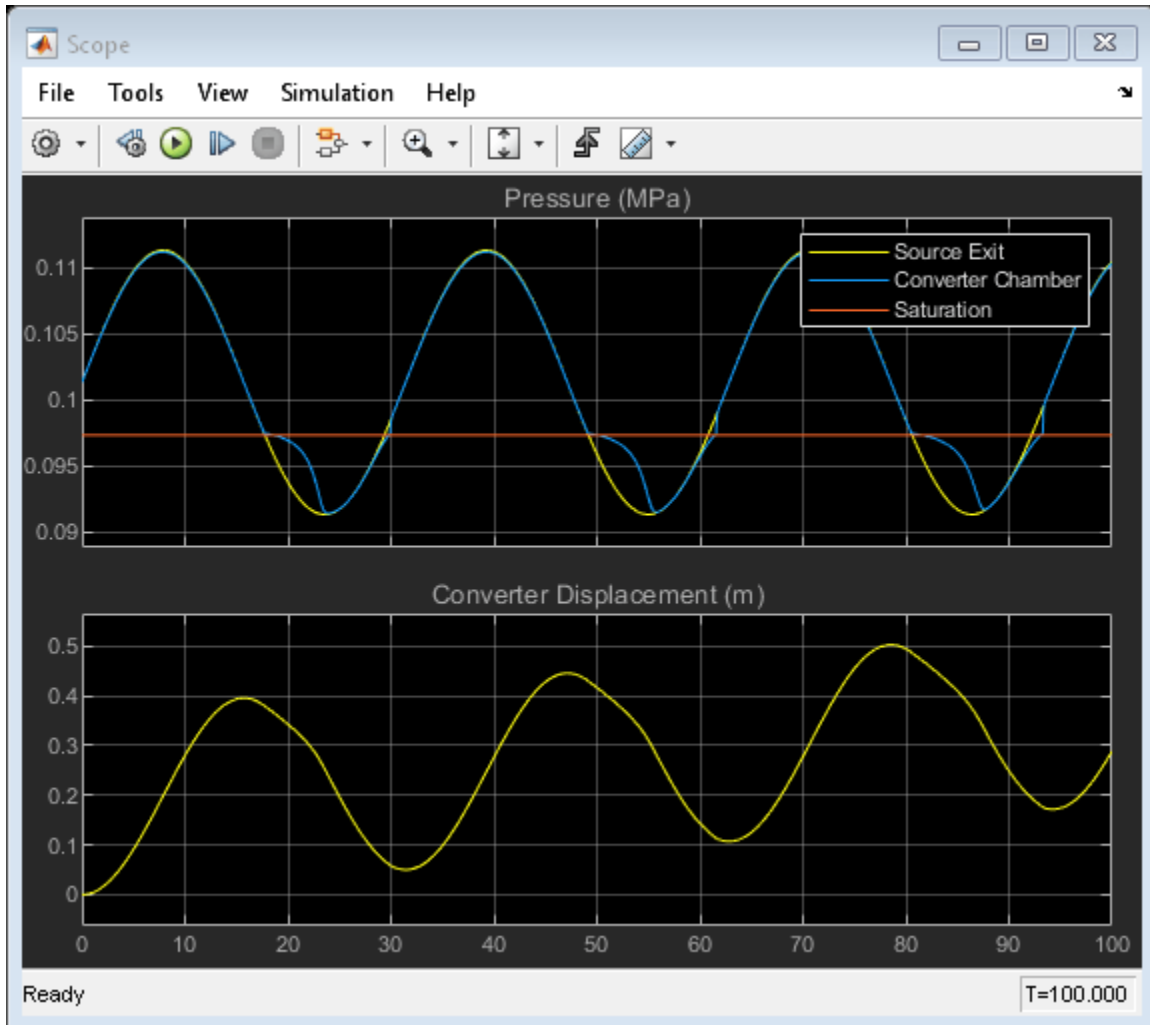 Scope
File Tools View Simulation Help
Pressure (MPa)
Source Exit
Converter Chamber
Saturation
0.11
0.105
0.1
0.095
0.09
Converter Displacement (m)
0.5
0.4
0.3
0.2
0.1
0
0 10 20 30 40 50 60 70 80 90 100
Ready T=100.000